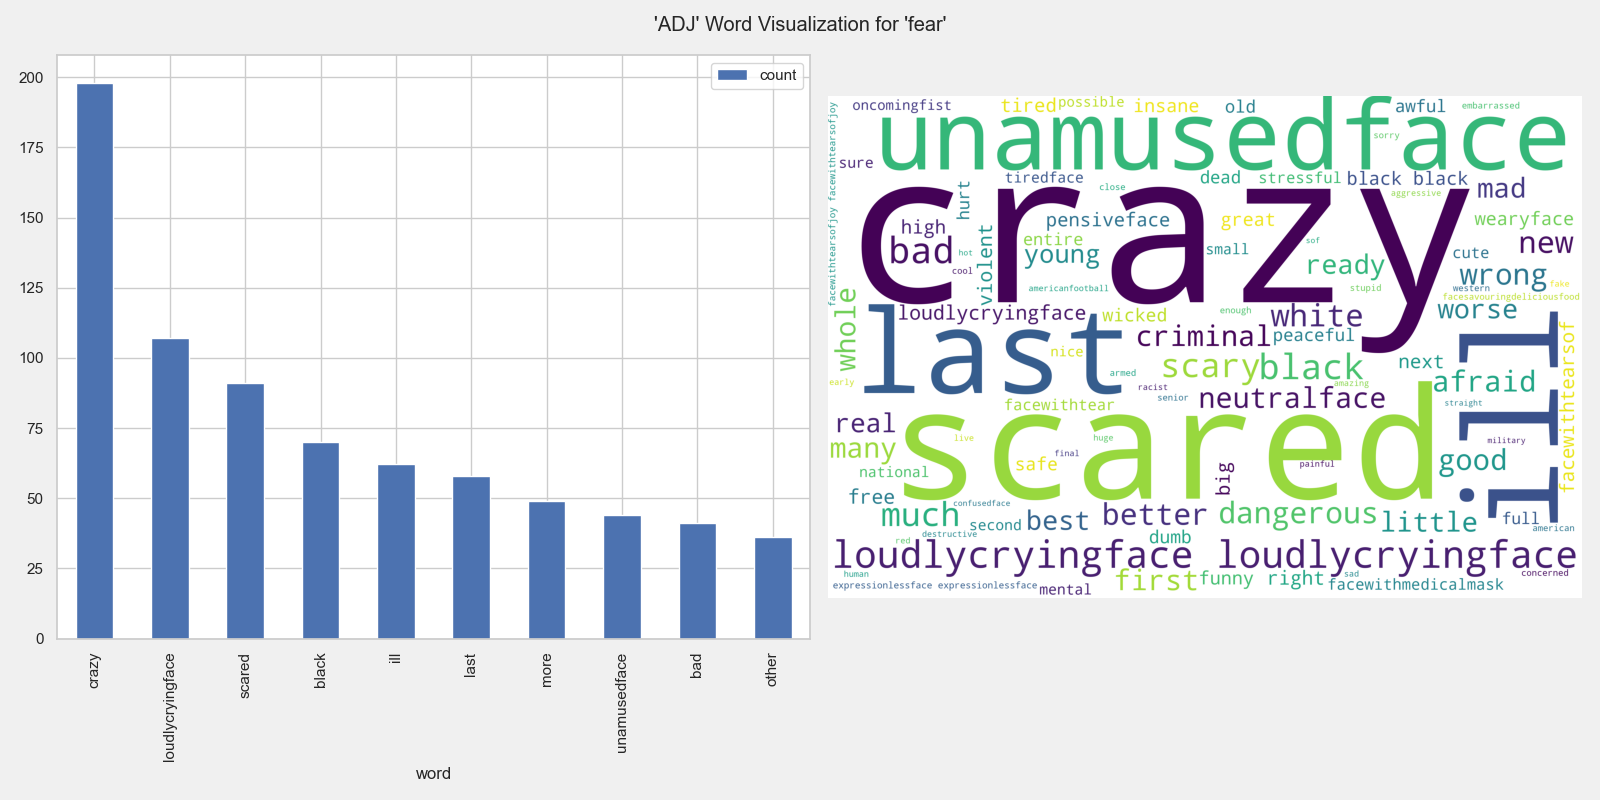 'ADJ' Word Visualization for 'fear'
count
200
175
150
125
100
75
50
25
0
crazy
loudlycryingface
scared
black
ill
last
more
unamusedface
bad
other
word
facewithtearsofjoy facewithtearsofjoy
oncomingfist
tired
possible
insane
old
awful
embarrassed
unamusedface
sorry
sure
tiredface
close
dead
stressful
black black
mad
aggressive
crazy
hurt
high
pensiveface
great
wearyface
bad
entire
hot
cool
young
violent
small
sof
ready
cute
new
wrong
americanfootball
stupid
western
fake
facesavouringdeliciousfood
whole
loudlycryingface
wicked
enough
white
worse
last
criminal
peaceful
nice
scary
black
next
afraid
ill
early
armed
racist
senior
amazing
neutralface
straight
facewithtearsof
facewithtear
real
scared
many
live
huge
military
national
safe
final
big
painful
good
free
confusedface
much
second
best
better
dangerous
little
full
american
red
destructive
dumb
loudlycryingface loudlycryingface
human
expressionlessface expressionlessface
mental
first
funny
right
sad
facewithmedicalmask
concerned